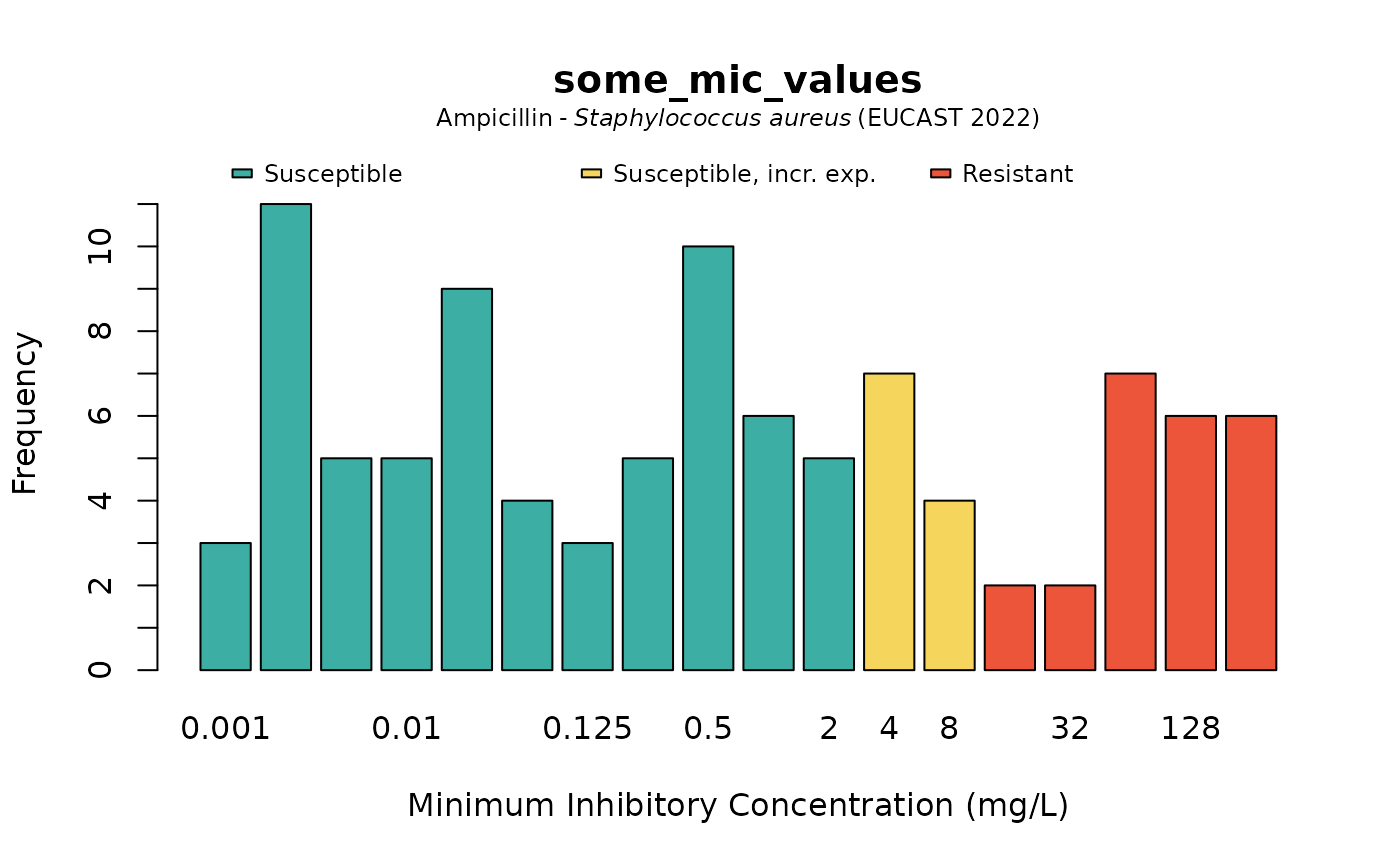 some_mic_values
Ampicillin - Staphylococcus aureus (EUCAST 2022)
Susceptible Susceptible, incr. exp. Resistant
Frequency
10
8
6
4
2
0
0.001 0.01 0.125 0.5 2 4 8 32 128
Minimum Inhibitory Concentration (mg/L)